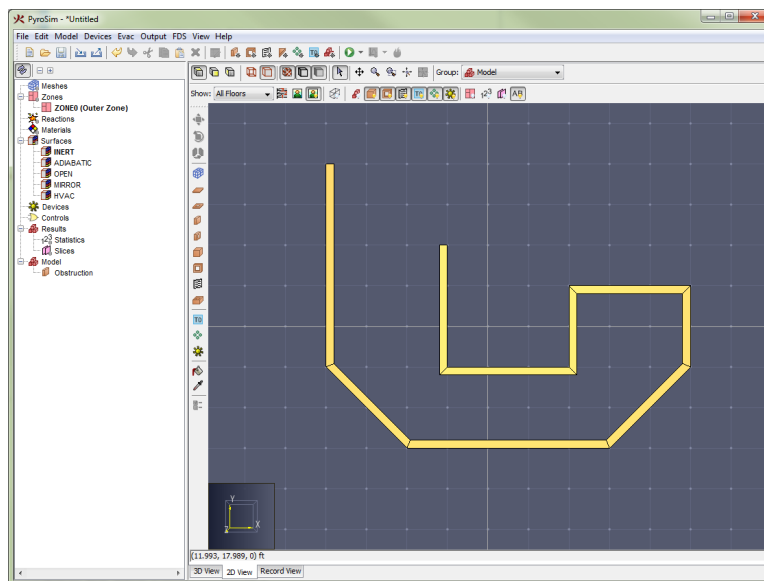 PyroSim - *Untitled
File Edit Model Devices Evac Output FDS View Help
Group: Model
Show: All Floors
Meshes
Zones
ZONE0 (Outer Zone)
Reactions
Materials
Surfaces
INERT
ADIABATIC
OPEN
MIRROR
HVAC
Devices
Controls
Results
Statistics
Slices
Model
Obstruction
Y
X
Z
(11.993, 17.989, 0) ft
3D View 2D View Record View